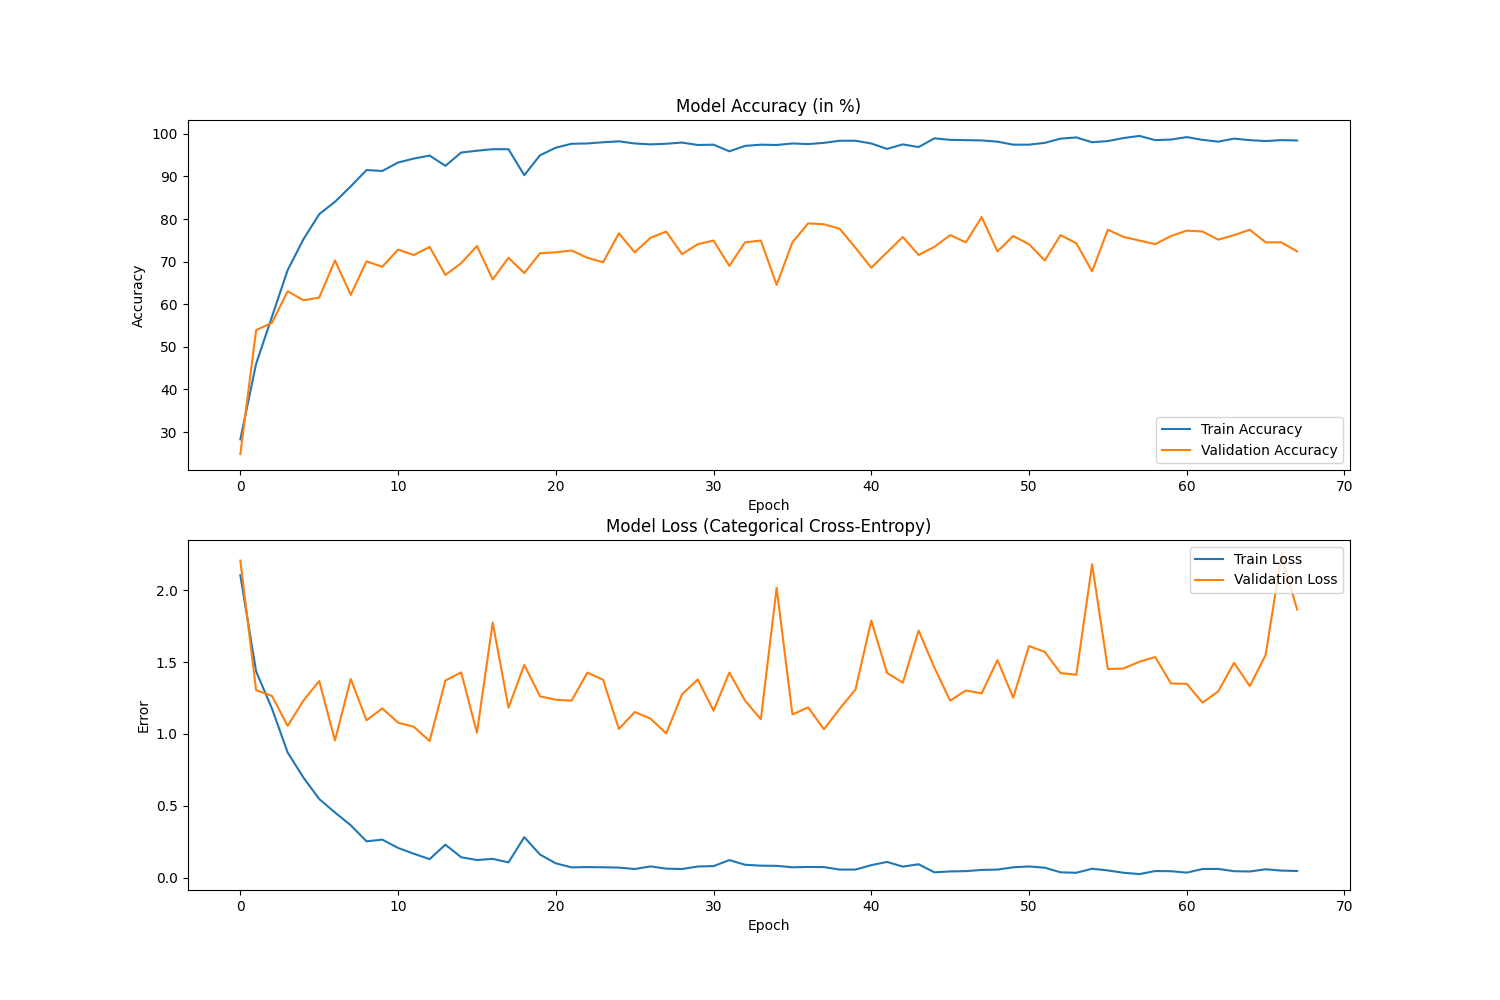 Model Accuracy (in %)
100
90
80
70
60
50
40
30
Accuracy
Train Accuracy
Validation Accuracy
0 10 20 30 40 50 60 70
Epoch
Model Loss (Categorical Cross-Entropy)
Train Loss
Validation Loss
2.0
1.5
1.0
0.5
0.0
Error
0 10 20 30 40 50 60 70
Epoch